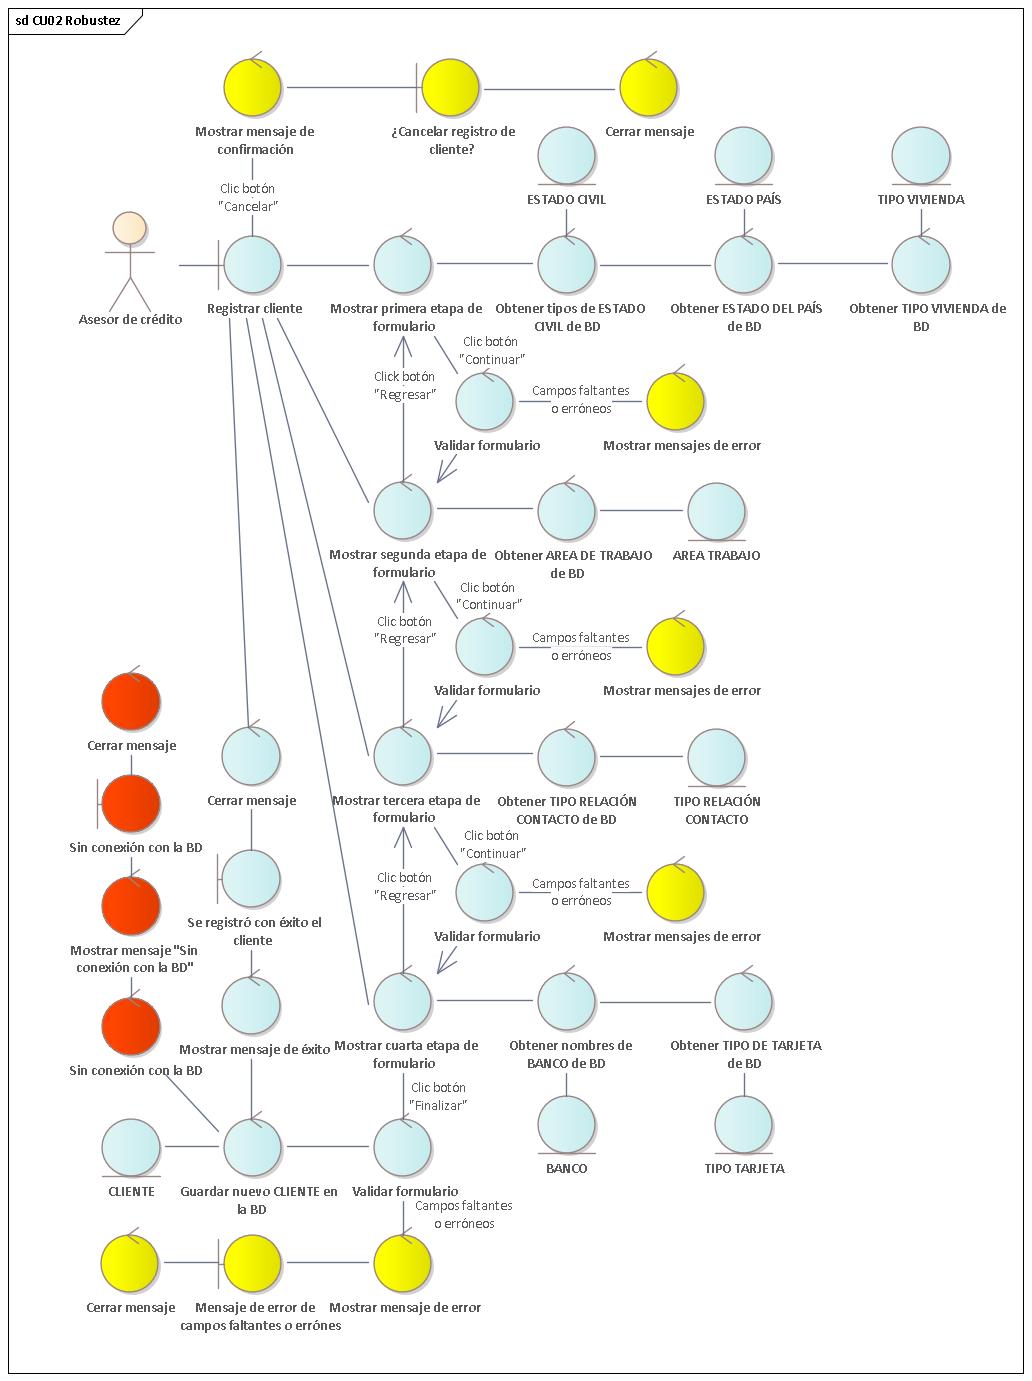 sd CU02 Robustez
Mostrar mensaje de
confirmación
¿Cancelar registro de
cliente?
Cerrar mensaje
Clic botón
"Cancelar"
ESTADO CIVIL
ESTADO PAÍS
TIPO VIVIENDA
Asesor de crédito
Registrar cliente
Mostrar primera etapa de
formulario
Obtener tipos de ESTADO
CIVIL de BD
Obtener ESTADO DEL PAÍS
de BD
Obtener TIPO VIVIENDA de
BD
Clic botón
"Continuar"
Click botón
"Regresar"
Campos faltantes
o erróneos
Validar formulario
Mostrar mensajes de error
Mostrar segunda etapa de
formulario
Obtener AREA DE TRABAJO
de BD
AREA TRABAJO
Clic botón
"Continuar"
Clic botón
"Regresar"
Campos faltantes
o erróneos
Validar formulario
Mostrar mensajes de error
Cerrar mensaje
Cerrar mensaje
Mostrar tercera etapa de
formulario
Obtener TIPO RELACIÓN
CONTACTO de BD
TIPO RELACIÓN
CONTACTO
Sin conexión con la BD
Clic botón
"Continuar"
Clic botón
"Regresar"
Campos faltantes
o erróneos
Se registró con éxito el
cliente
Validar formulario
Mostrar mensajes de error
Mostrar mensaje "Sin
conexión con la BD"
Mostrar mensaje de éxito
Mostrar cuarta etapa de
formulario
Obtener nombres de
BANCO de BD
Obtener TIPO DE TARJETA
de BD
Sin conexión con la BD
Clic botón
"Finalizar"
BANCO
TIPO TARJETA
CLIENTE
Guardar nuevo CLIENTE en
la BD
Validar formulario
Campos faltantes
o erróneos
Cerrar mensaje
Mensaje de error de
campos faltantes o errónes
Mostrar mensaje de error